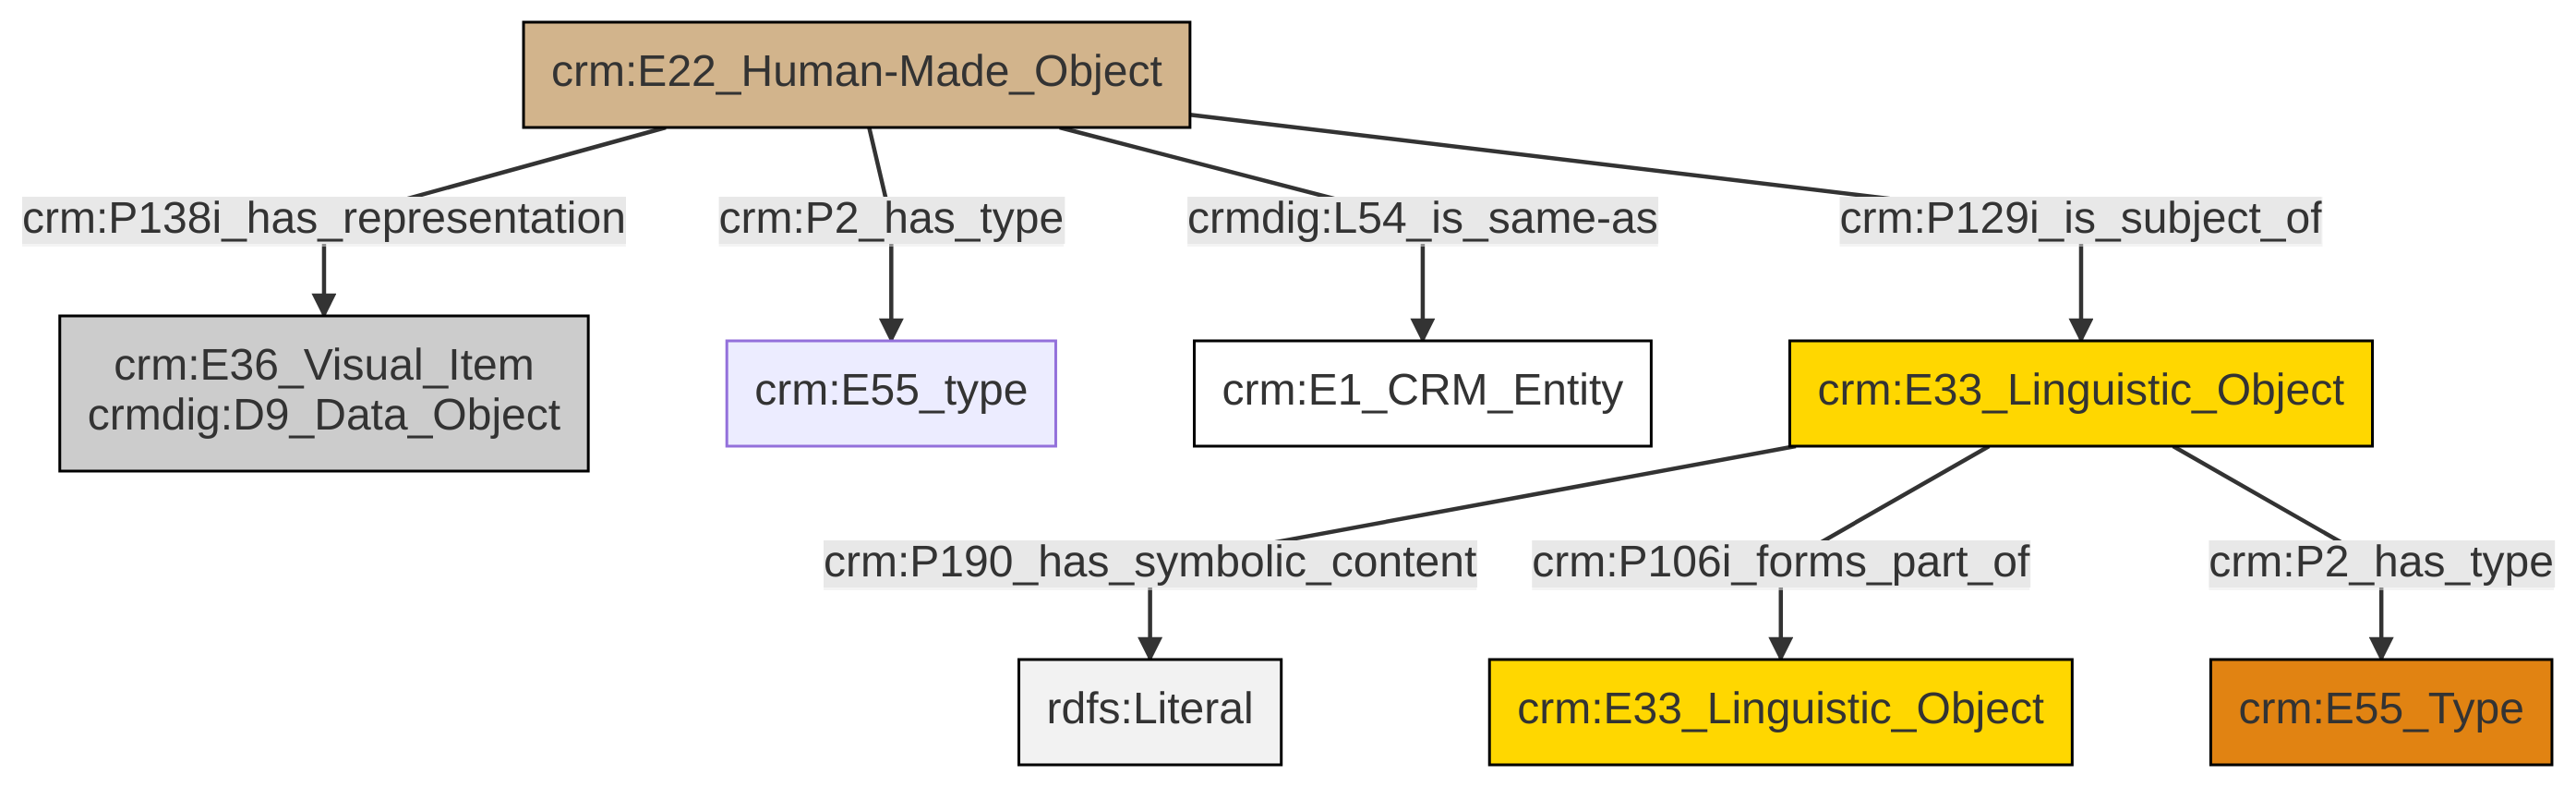 crm:E22_Human-Made_Object
crm:P138i_has_representation
crm:P2_has_type
crmdig:L54_is_same-as
crm:P129i_is_subject_of
crm:E36_Visual_Item
crmdig:D9_Data_Object
crm:E55_type
crm:E1_CRM_Entity
crm:E33_Linguistic_Object
crm:P190_has_symbolic_content
crm:P106i_forms_part_of
crm:P2_has_type
rdfs:Literal
crm:E33_Linguistic_Object
crm:E55_Type